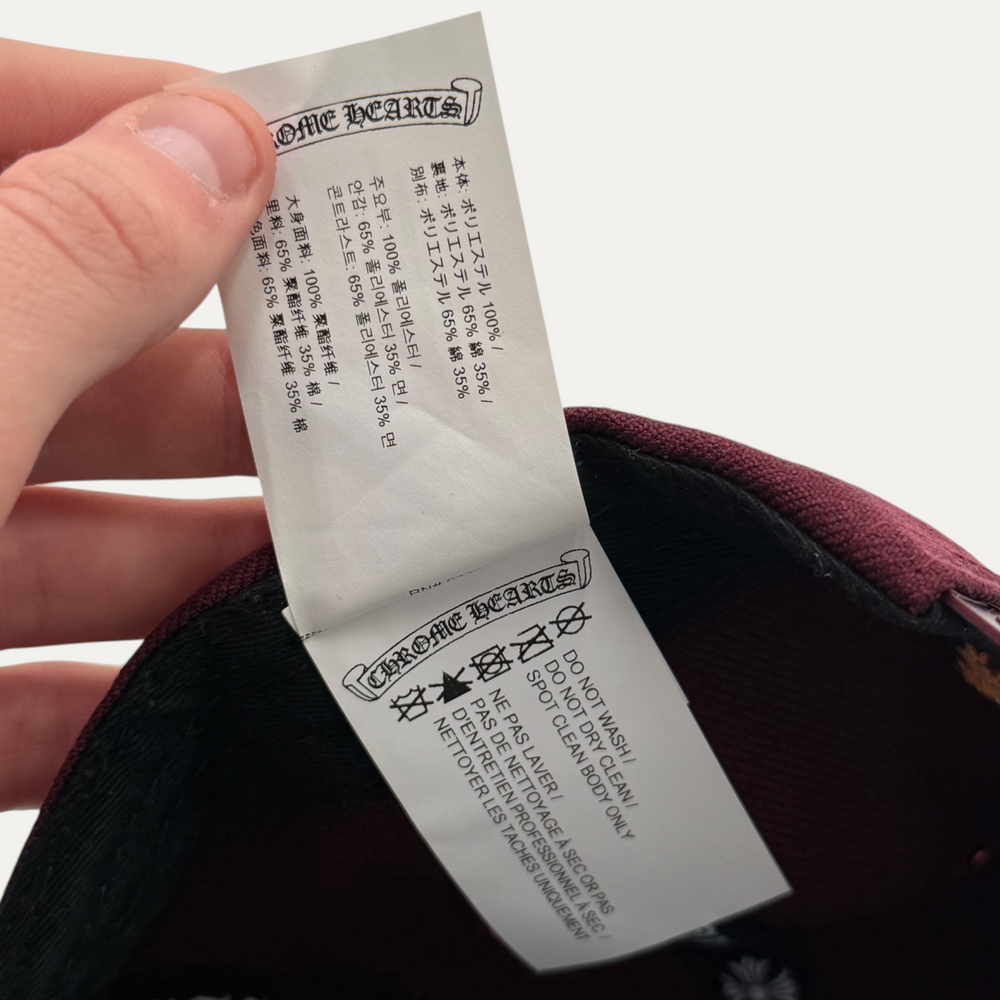 CHROME HEARTS
本体: ポリエステル 100% /
裏地: ポリエステル 65% 綿 35% /
別布: ポリエステル 65% 綿 35%
주요부: 100% 폴리에스터 /
안감: 65% 폴리에스터 35% 면 /
콘트라스트: 65% 폴리에스터 35% 면
大身面料: 100% 聚酯纤维 /
里料: 65% 聚酯纤维 35% 棉 /
色面料: 65% 聚酯纤维 35% 棉
RN#
CHROME HEARTS
DO NOT WASH /
DO NOT DRY CLEAN /
SPOT CLEAN BODY ONLY
NE PAS LAVER /
PAS DE NETTOYAGE À SEC OR PAS
D'ENTRETIEN PROFESSIONNEL À SEC /
NETTOYER LES TACHES UNIQUEMENT